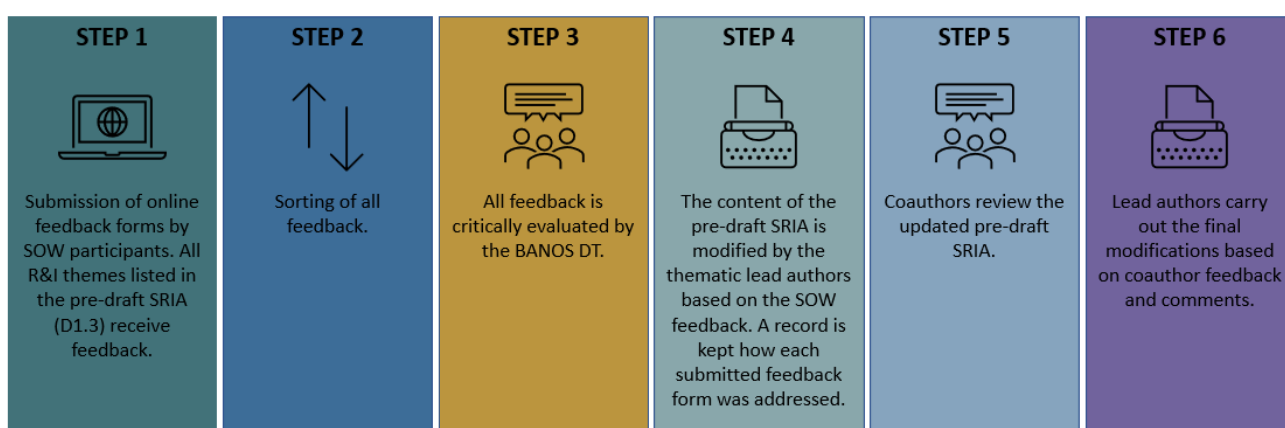 STEP 1
Submission of online
feedback forms by
SOW participants. All
R&I themes listed in
the pre-draft SRIA
(D1.3) receive
feedback.
STEP 2
Sorting of all
feedback.
STEP 3
All feedback is
critically evaluated by
the BANOS DT.
STEP 4
The content of the
pre-draft SRIA is
modified by the
thematic lead authors
based on the SOW
feedback. A record is
kept how each
submitted feedback
form was addressed.
STEP 5
Coauthors review the
updated pre-draft
SRIA.
STEP 6
Lead authors carry
out the final
modifications based
on coauthor feedback
and comments.